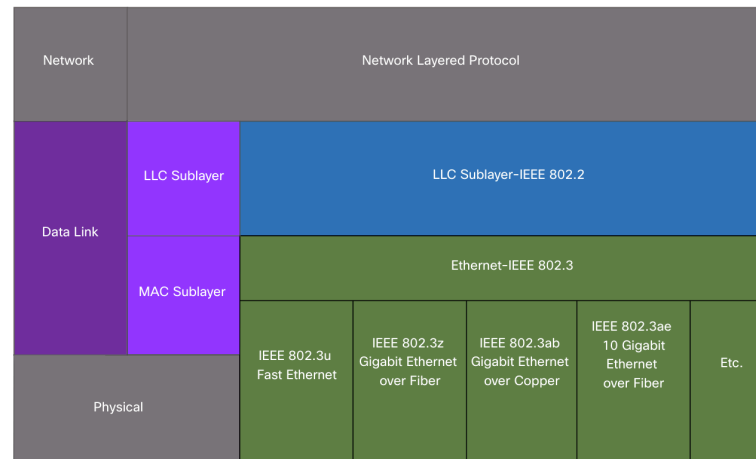 Network
Network Layered Protocol
Data Link
LLC Sublayer
LLC Sublayer-IEEE 802.2
MAC Sublayer
Ethernet-IEEE 802.3
IEEE 802.3u
Fast Ethernet
IEEE 802.3z
Gigabit Ethernet
over Fiber
IEEE 802.3ab
Gigabit Ethernet
over Copper
IEEE 802.3ae
10 Gigabit
Ethernet
over Fiber
Etc.
Physical